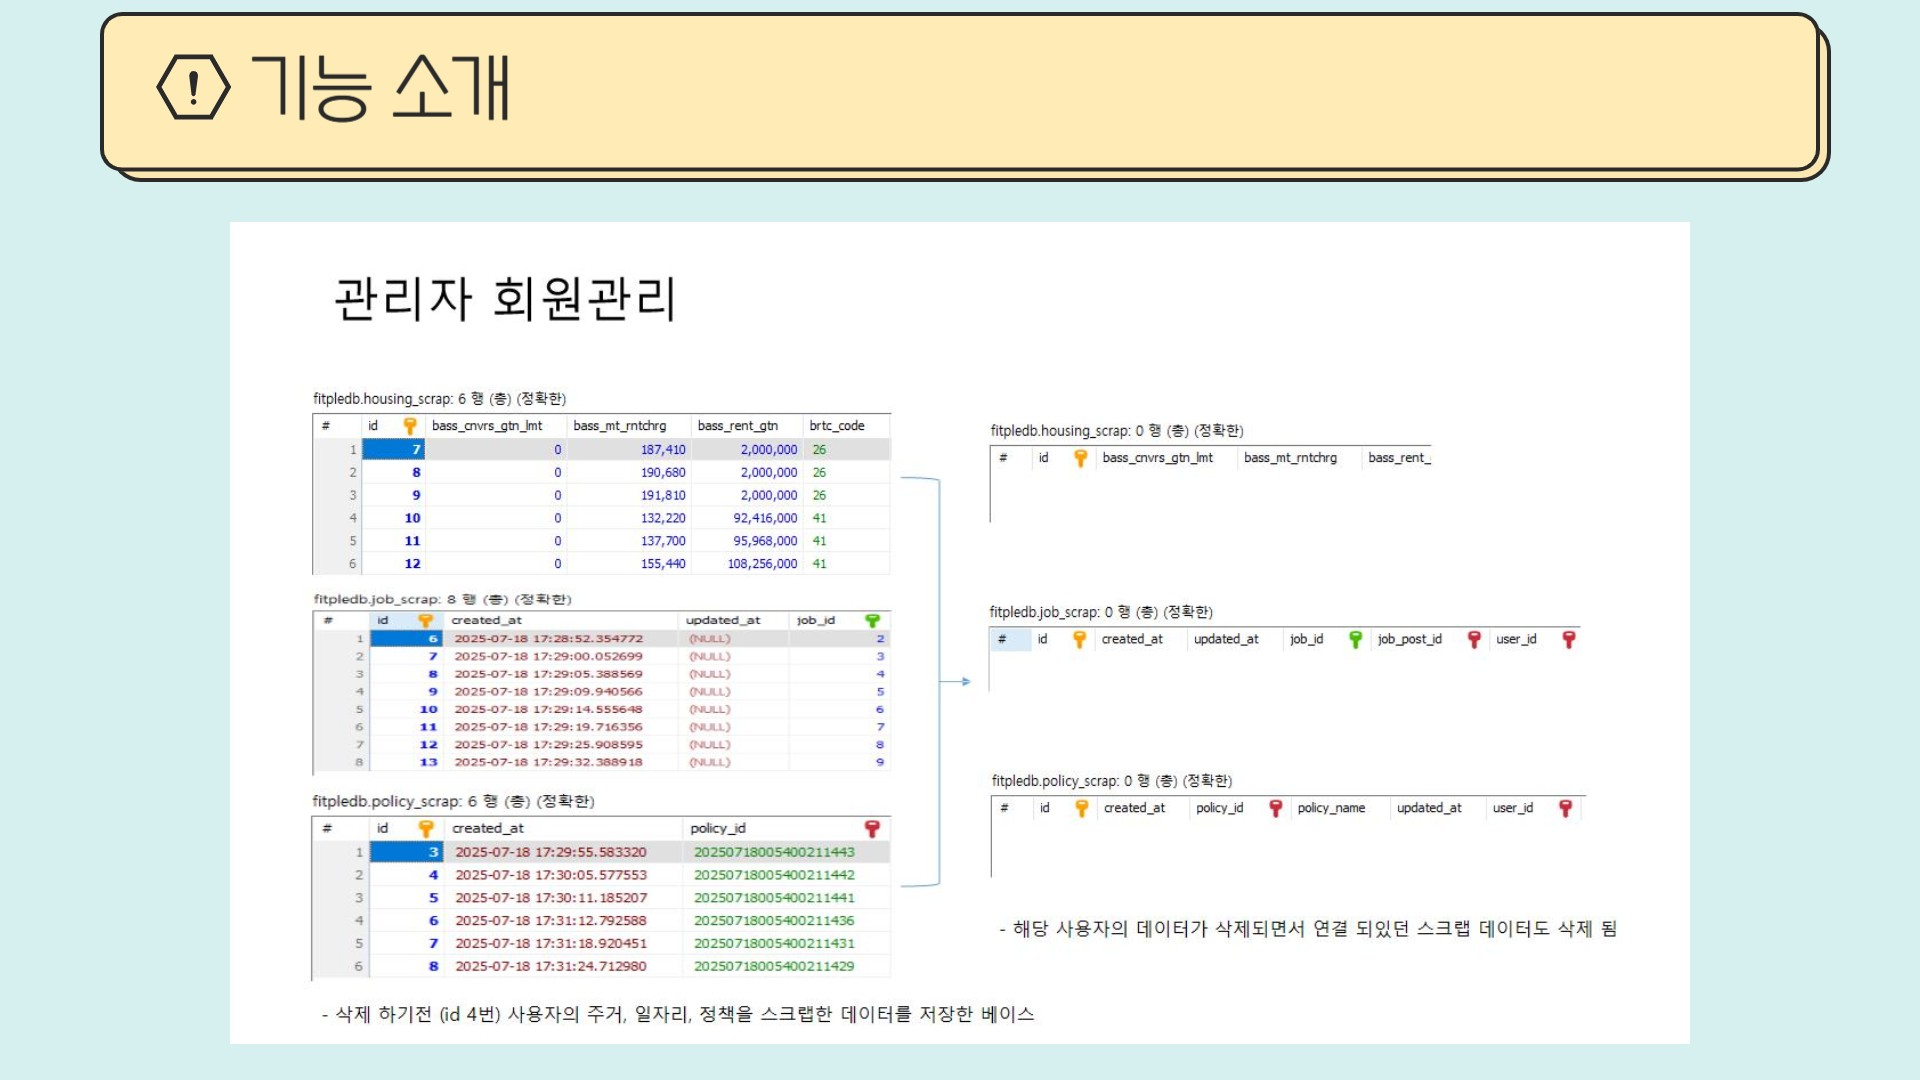 기능 소개
관리자 회원관리
fitpledb.housing_scrap: 6 행 (총) (정확한)
# id bass_cnvrs_gtn_lmt bass_mt_rntchrg bass_rent_gtn brtc_code
1 7 0 187,410 2,000,000 26
2 8 0 190,680 2,000,000 26
3 9 0 191,810 2,000,000 26
4 10 0 132,220 92,416,000 41
5 11 0 137,700 95,968,000 41
6 12 0 155,440 108,256,000 41
fitpledb.job_scrap: 8 행 (총) (정확한)
# id created_at updated_at job_id
1 6 2025-07-18 17:28:52.354772 (NULL) 2
2 7 2025-07-18 17:29:00.052699 (NULL) 3
3 8 2025-07-18 17:29:05.388569 (NULL) 4
4 9 2025-07-18 17:29:09.940566 (NULL) 5
5 10 2025-07-18 17:29:14.555648 (NULL) 6
6 11 2025-07-18 17:29:19.716356 (NULL) 7
7 12 2025-07-18 17:29:25.908595 (NULL) 8
8 13 2025-07-18 17:29:32.388918 (NULL) 9
fitpledb.policy_scrap: 6 행 (총) (정확한)
# id created_at policy_id
1 3 2025-07-18 17:29:55.583320 20250718005400211443
2 4 2025-07-18 17:30:05.577553 20250718005400211442
3 5 2025-07-18 17:30:11.185207 20250718005400211441
4 6 2025-07-18 17:31:12.792588 20250718005400211436
5 7 2025-07-18 17:31:18.920451 20250718005400211431
6 8 2025-07-18 17:31:24.712980 20250718005400211429
- 삭제 하기전 (id 4번) 사용자의 주거, 일자리, 정책을 스크랩한 데이터를 저장한 베이스
fitpledb.housing_scrap: 0 행 (총) (정확한)
# id bass_cnvrs_gtn_lmt bass_mt_rntchrg bass_rent_
fitpledb.job_scrap: 0 행 (총) (정확한)
# id created_at updated_at job_id job_post_id user_id
fitpledb.policy_scrap: 0 행 (총) (정확한)
# id created_at policy_id policy_name updated_at user_id
- 해당 사용자의 데이터가 삭제되면서 연결 되있던 스크랩 데이터도 삭제 됨